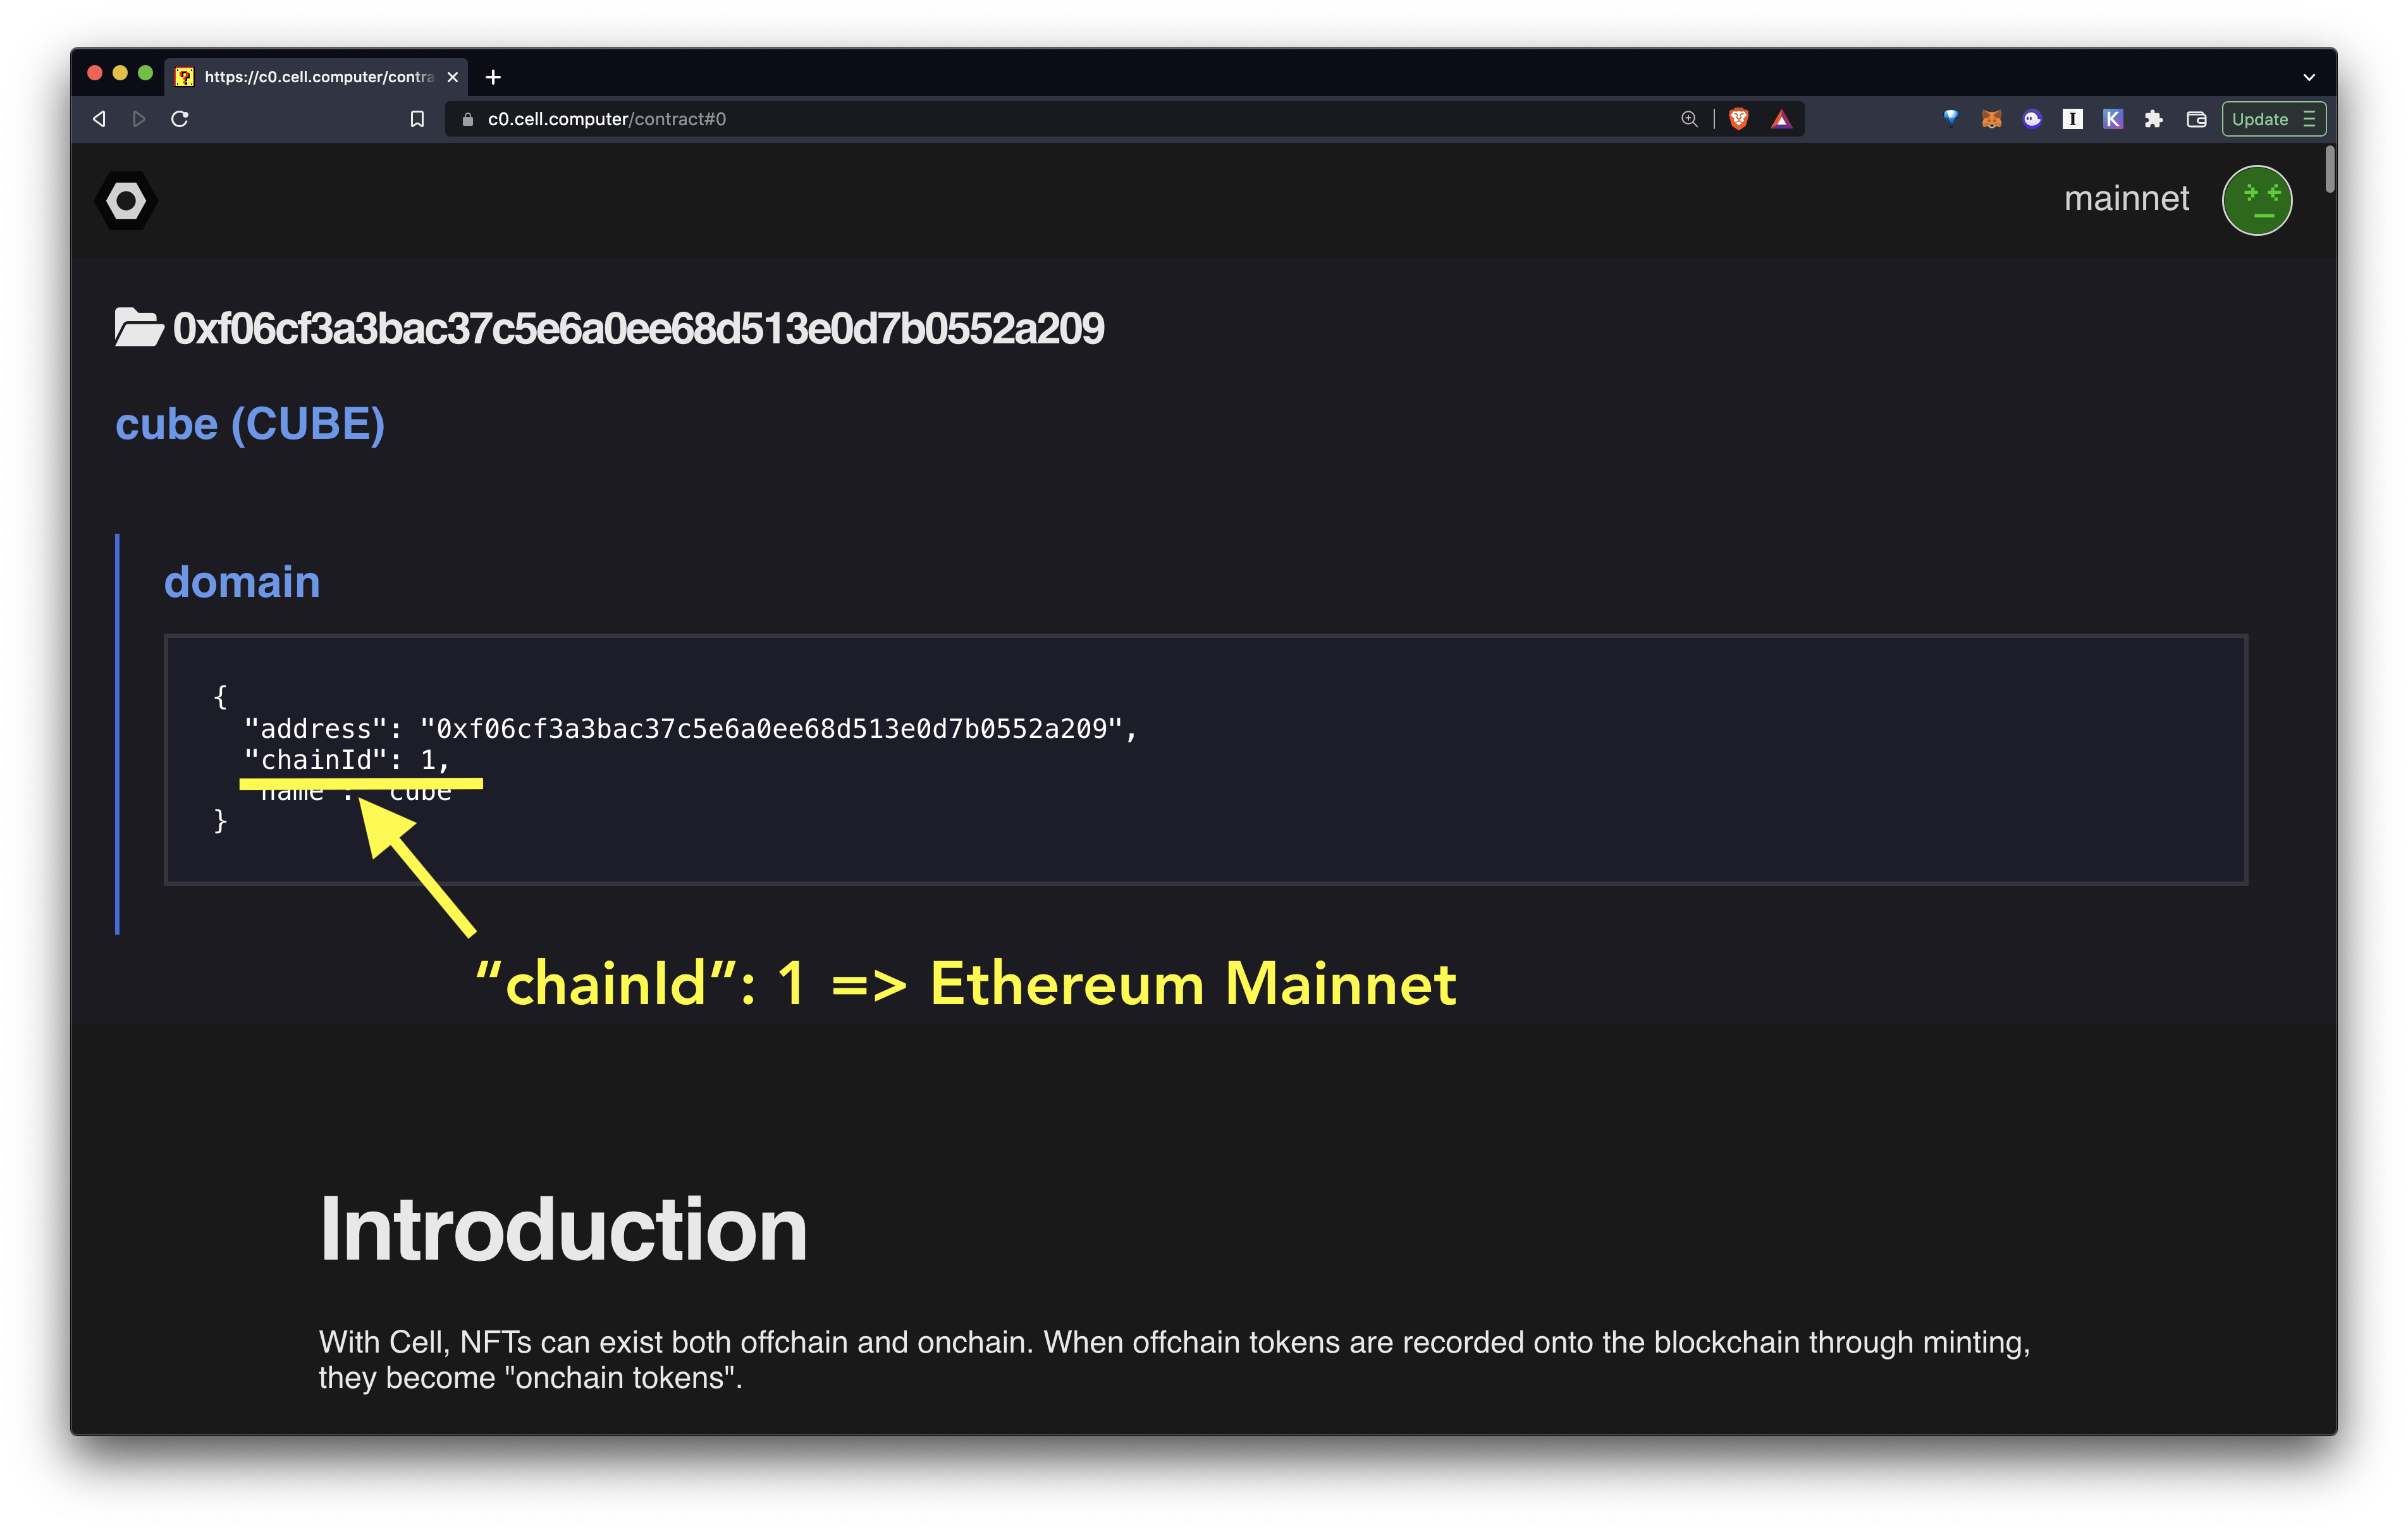 https://c0.cell.computer/contra
c0.cell.computer/contract#0
I
K
Update
mainnet
0xf06cf3a3bac37c5e6a0ee68d513e0d7b0552a209
cube (CUBE)
domain
{
"address": "0xf06cf3a3bac37c5e6a0ee68d513e0d7b0552a209",
"chainId": 1,
"name": "cube"
}
“chainId”: 1 => Ethereum Mainnet
Introduction
With Cell, NFTs can exist both offchain and onchain. When offchain tokens are recorded onto the blockchain through minting,
they become "onchain tokens".